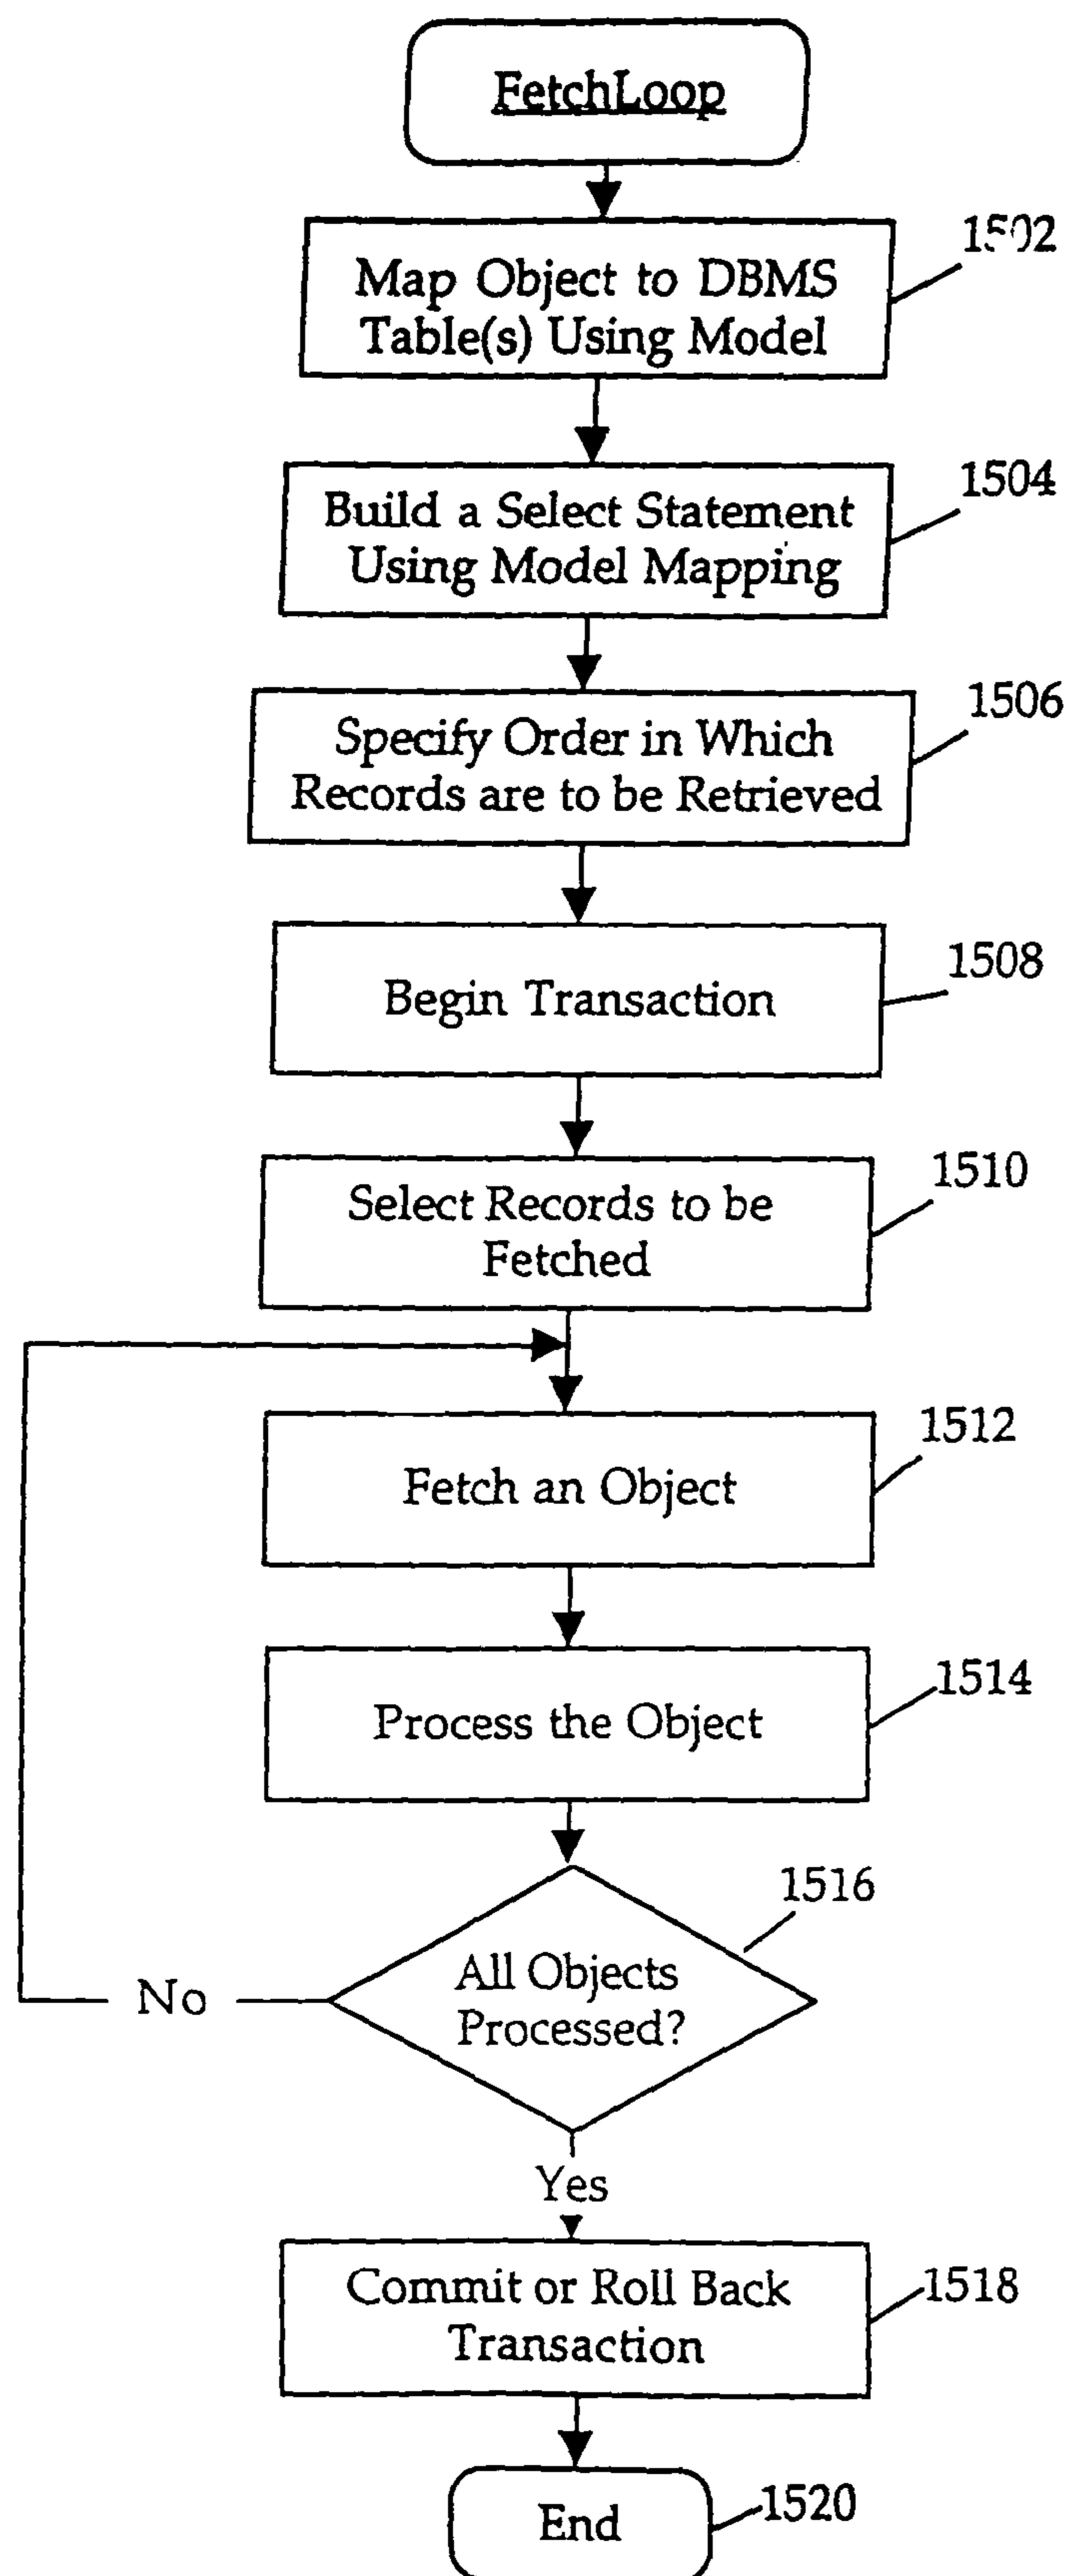 FetchLoop
1502
Map Object to DBMS
Table(s) Using Model
1504
Build a Select Statement
Using Model Mapping
1506
Specify Order in Which
Records are to be Retrieved
1508
Begin Transaction
1510
Select Records to be
Fetched
1512
Fetch an Object
1514
Process the Object
1516
All Objects
Processed?
No
Yes
1518
Commit or Roll Back
Transaction
1520
End